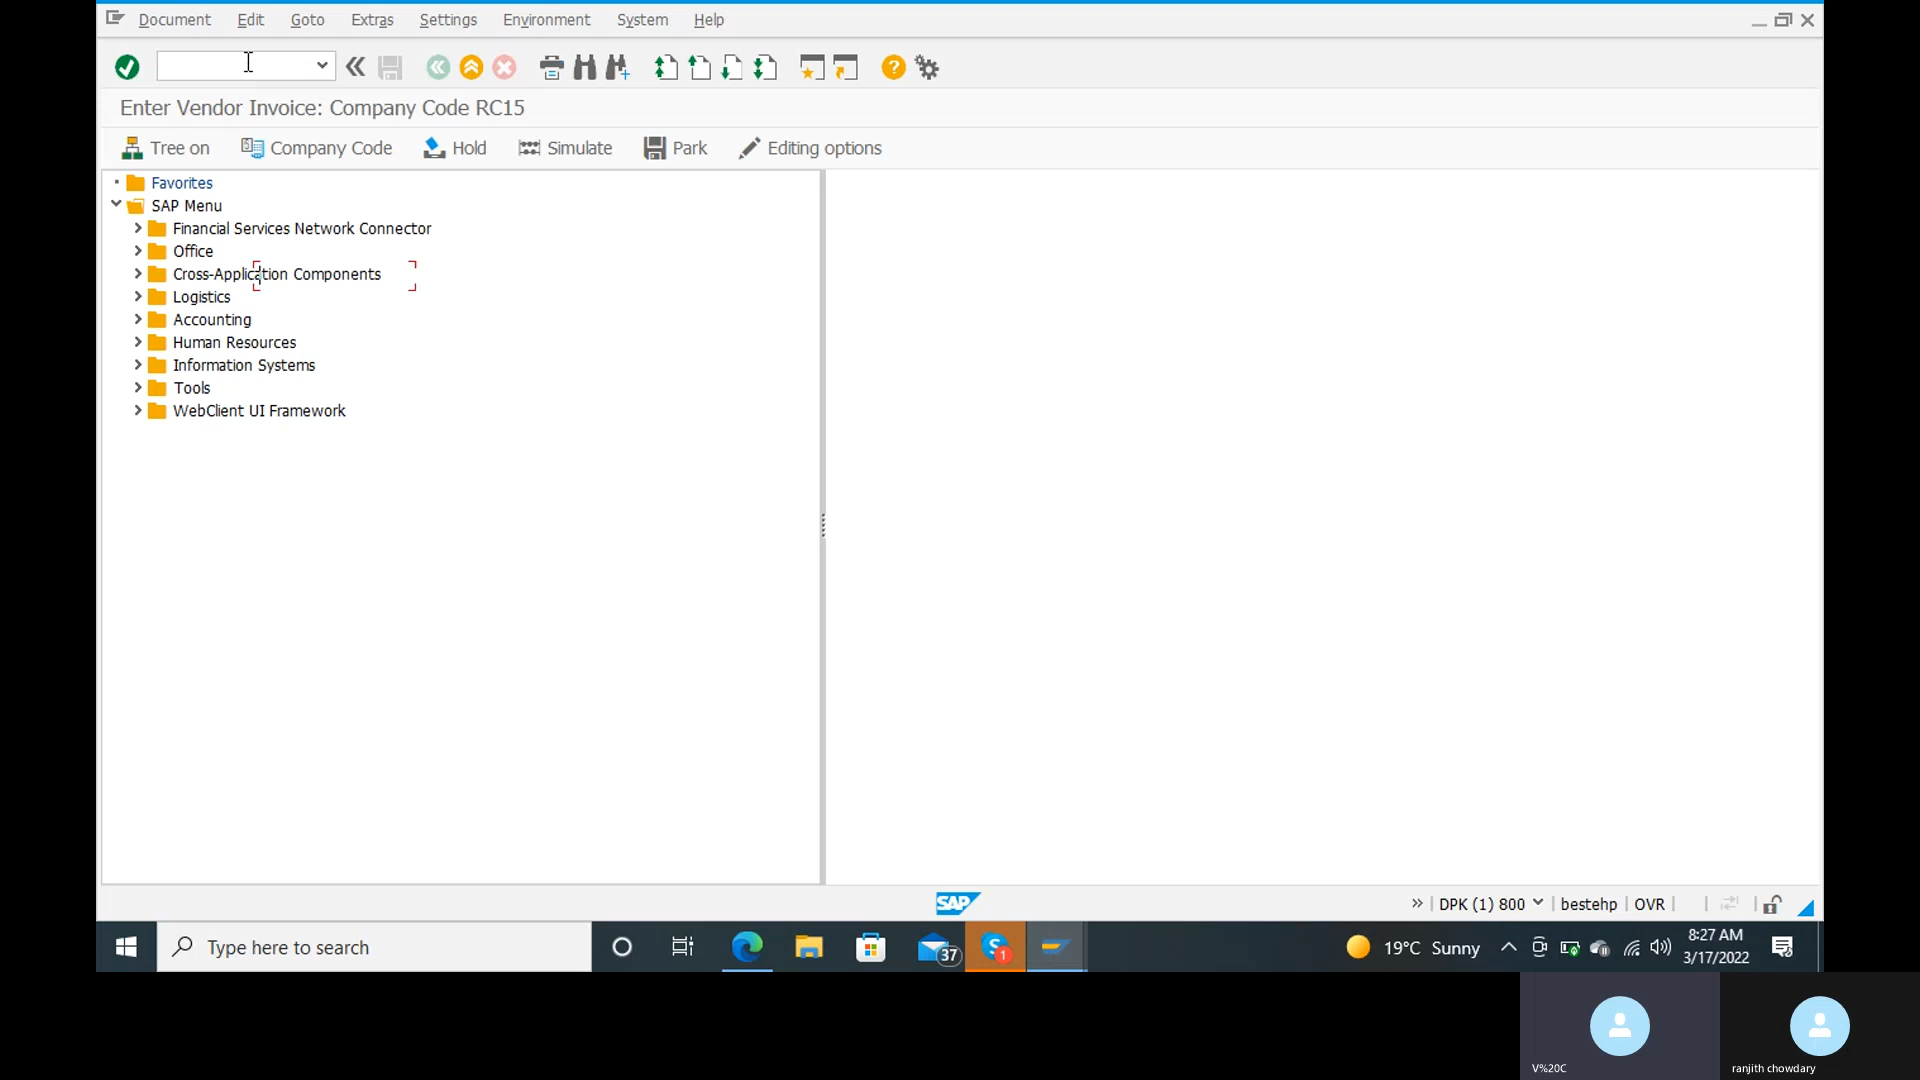 Document Edit Goto Extras Settings Environment System Help
Enter Vendor Invoice: Company Code RC15
Tree on Company Code Hold Simulate Park Editing options
Favorites
SAP Menu
Financial Services Network Connector
Office
Cross-Application Components
Logistics
Accounting
Human Resources
Information Systems
Tools
WebClient UI Framework
SAP DPK (1) 800 bestehp OVR
Type here to search 37 S 1 19°C Sunny 8:27 AM
3/17/2022
V%20C ranjith chowdary